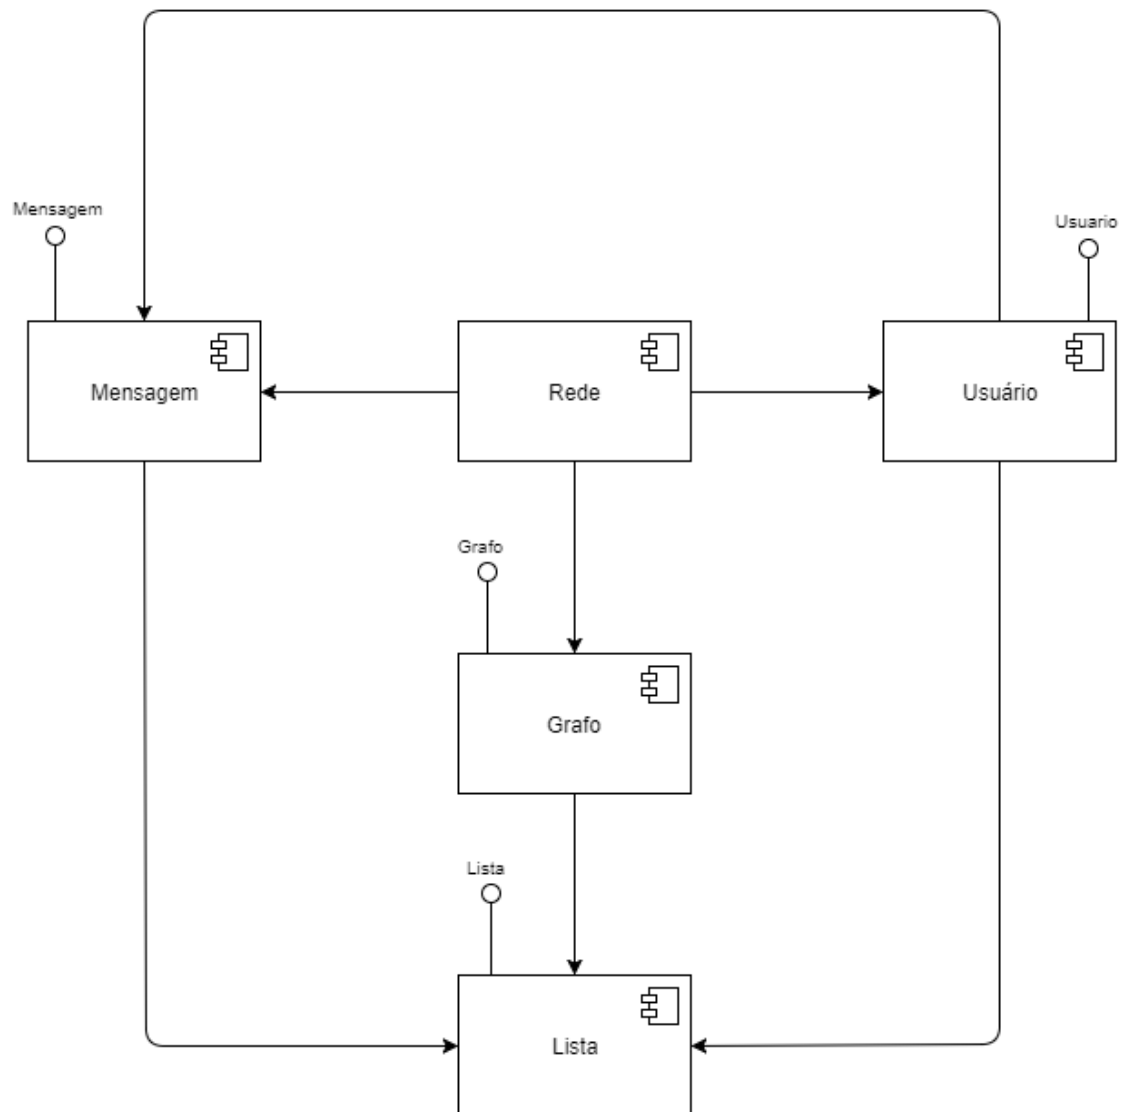 Mensagem
Usuario
Mensagem
Rede
Usuário
Grafo
Grafo
Lista
Lista